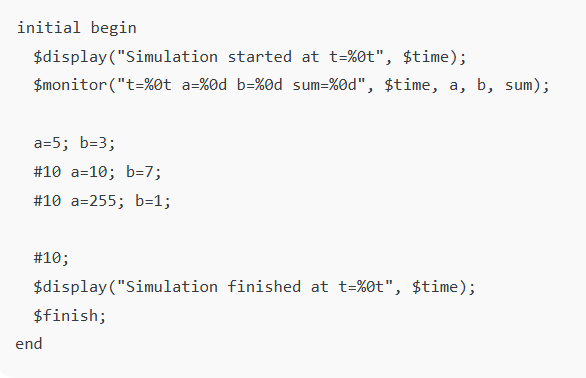 initial begin
  $display("Simulation started at t=%0t", $time);
  $monitor("t=%0t a=%0d b=%0d sum=%0d", $time, a, b, sum);

  a=5; b=3;
  #10 a=10; b=7;
  #10 a=255; b=1;

  #10;
  $display("Simulation finished at t=%0t", $time);
  $finish;
end